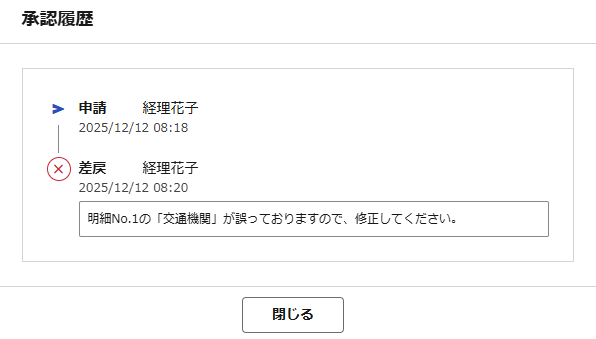 承認履歴
申請 経理花子
2025/12/12 08:18
差戻 経理花子
2025/12/12 08:20
明細No.1の「交通機関」が誤っておりますので、修正してください。
閉じる